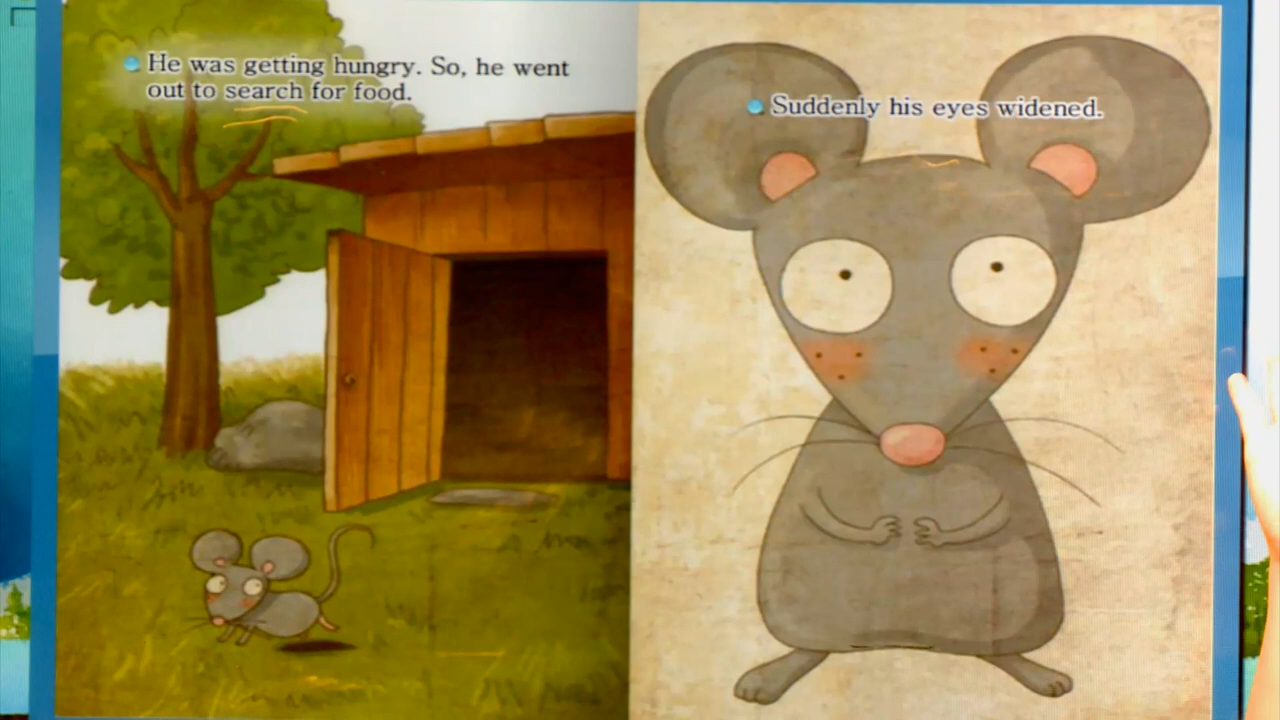 He was getting hungry. So, he went
out to search for food.
Suddenly his eyes widened.